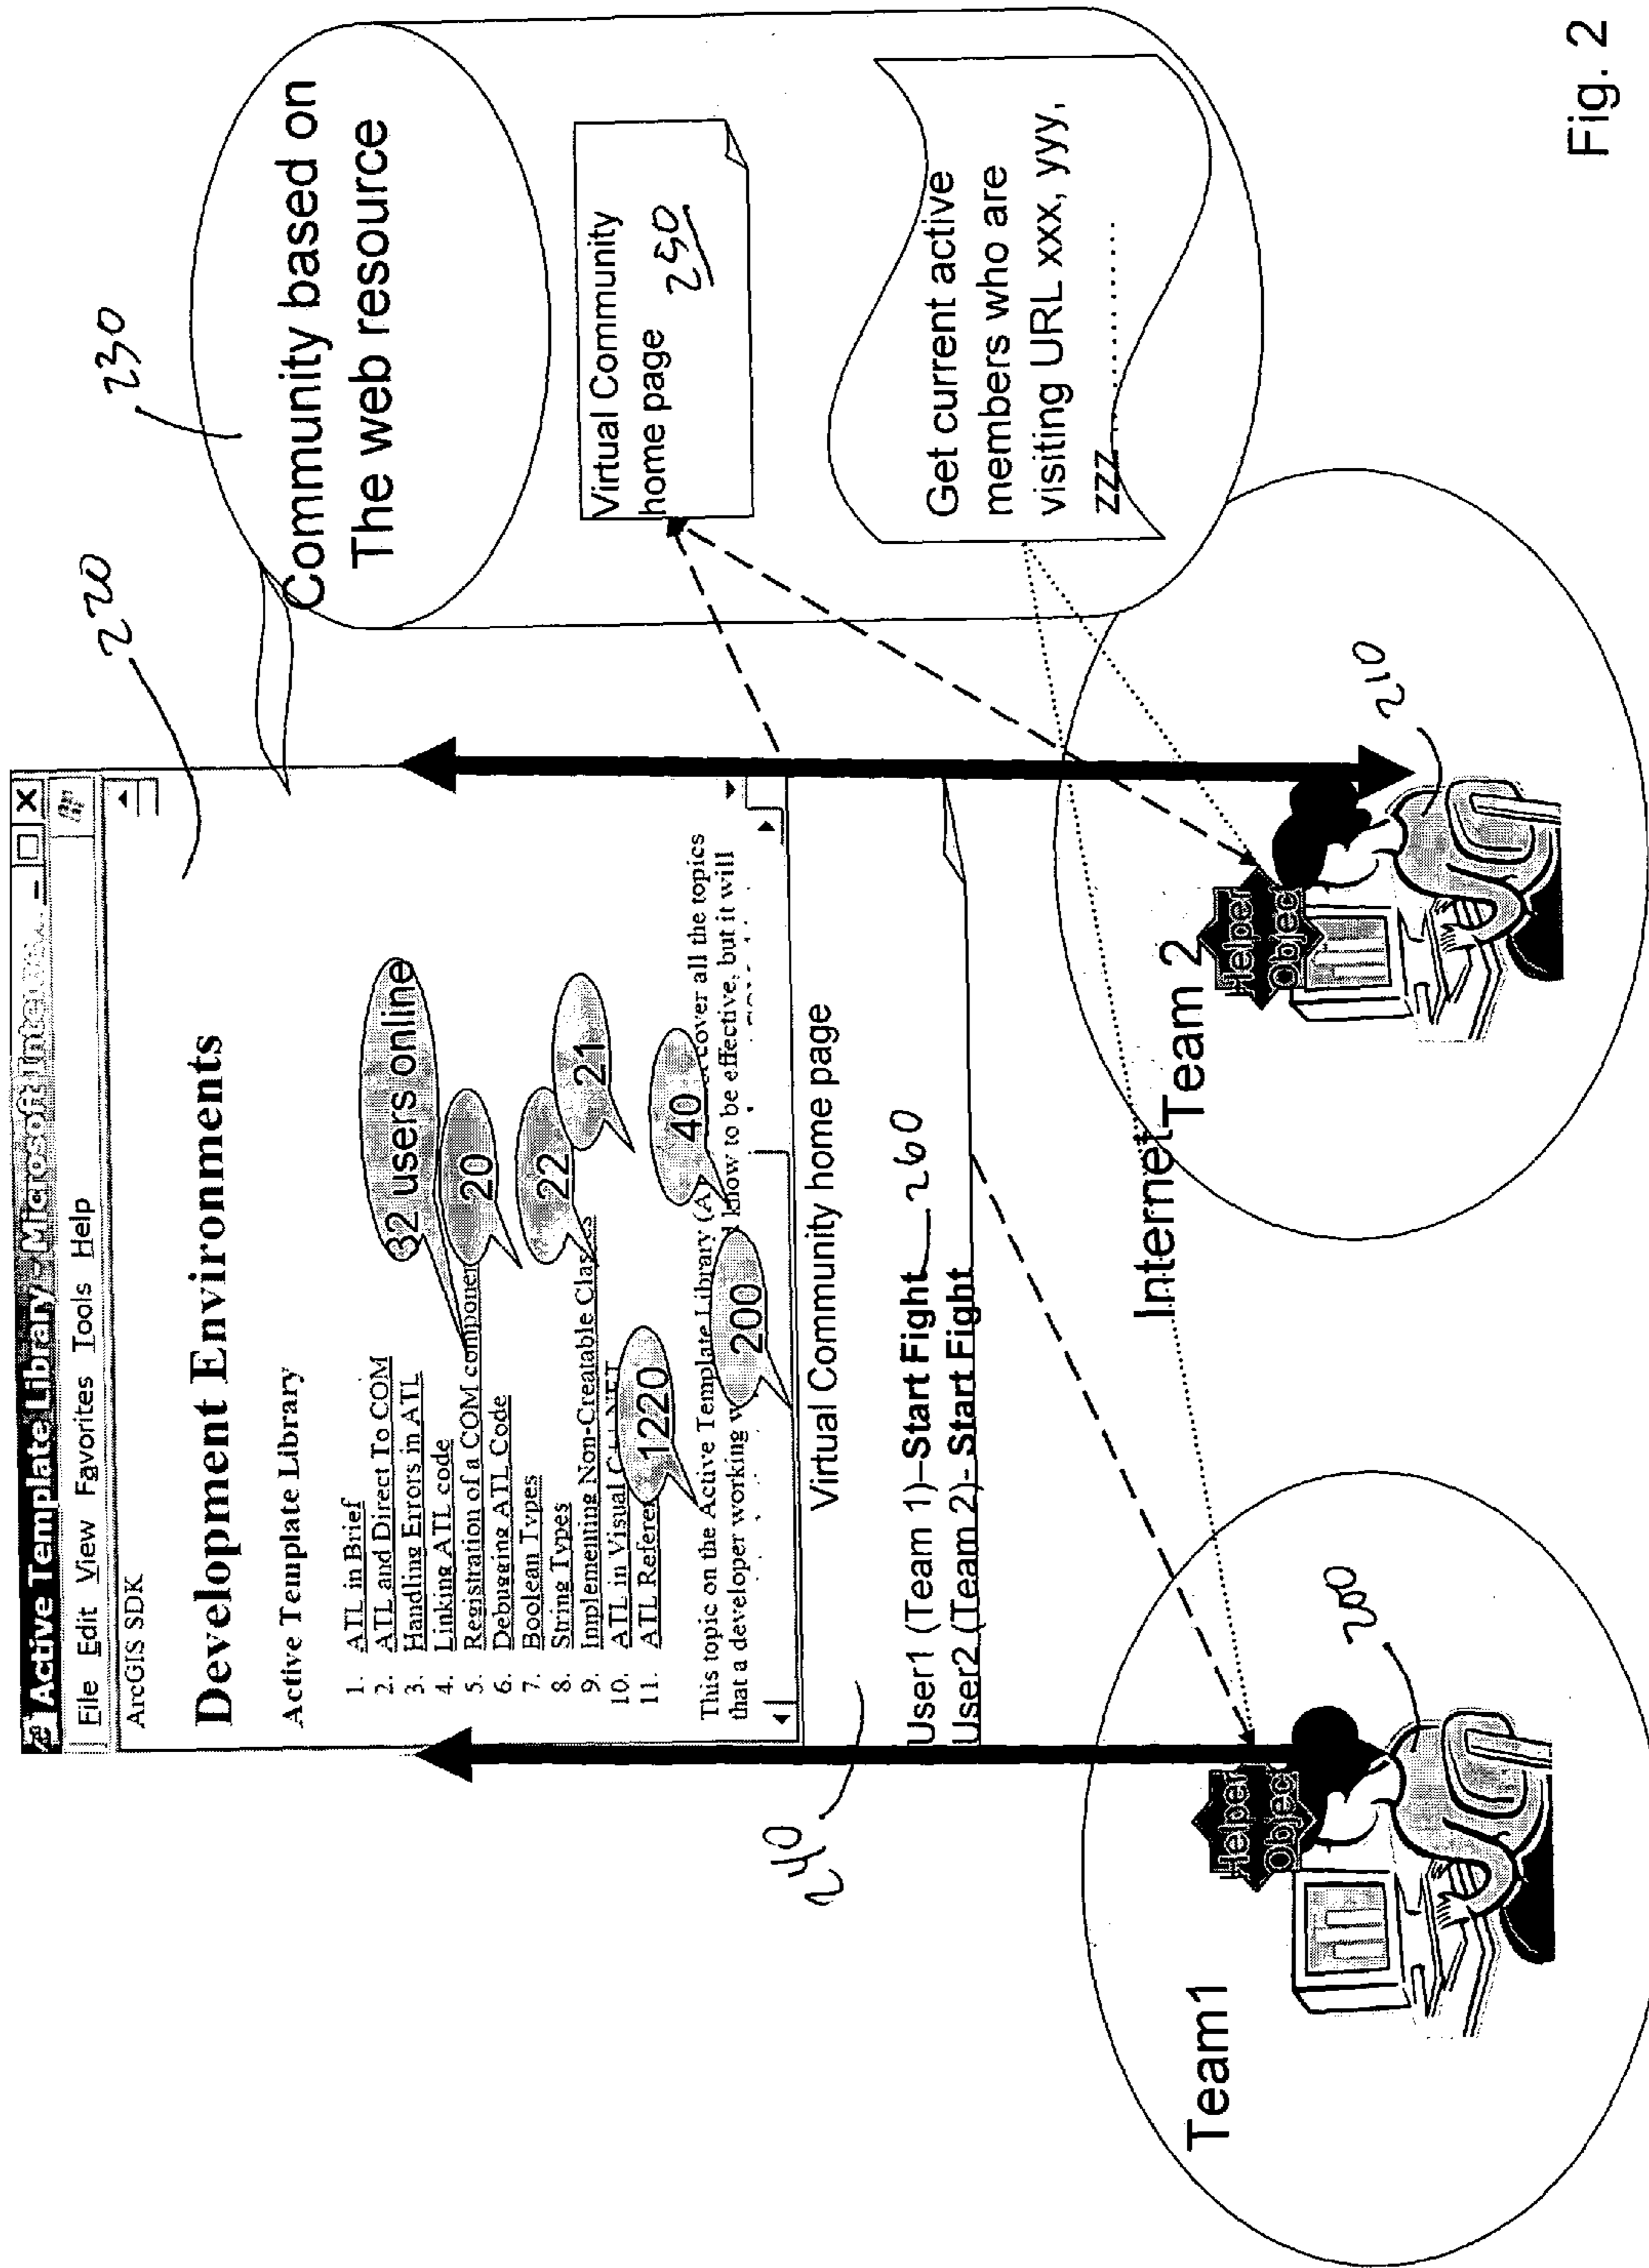 Active Template Library - Microsoft Inter
File Edit View Favorites Tools Help
ArcGIS SDK
Development Environments
Active Template Library
1. ATL in Brief
2. ATL and Direct To COM
3. Handling Errors in ATL
4. Linking ATL code
5. Registration of a COM componen
6. Debugging ATL Code
7. Boolean Types
8. String Types
9. Implementing Non-Creatable Classes
10. ATL in Visual
11. ATL Referen
This topic on the Active Template Library (A cover all the topics
that a developer working w know to be effective, but it will
32 users online
20
22
21
40
1220
200
220
230
Community based on
The web resource
Virtual Community
home page 250
Get current active
members who are
visiting URL xxx, yyy,
zzz..............
Virtual Community home page
240
User1 (Team 1)–Start Fight 260
User2 (Team 2)- Start Fight
Internet
Team1
Helper
Objec
200
Team 2
Helper
Objec
210
Fig. 2